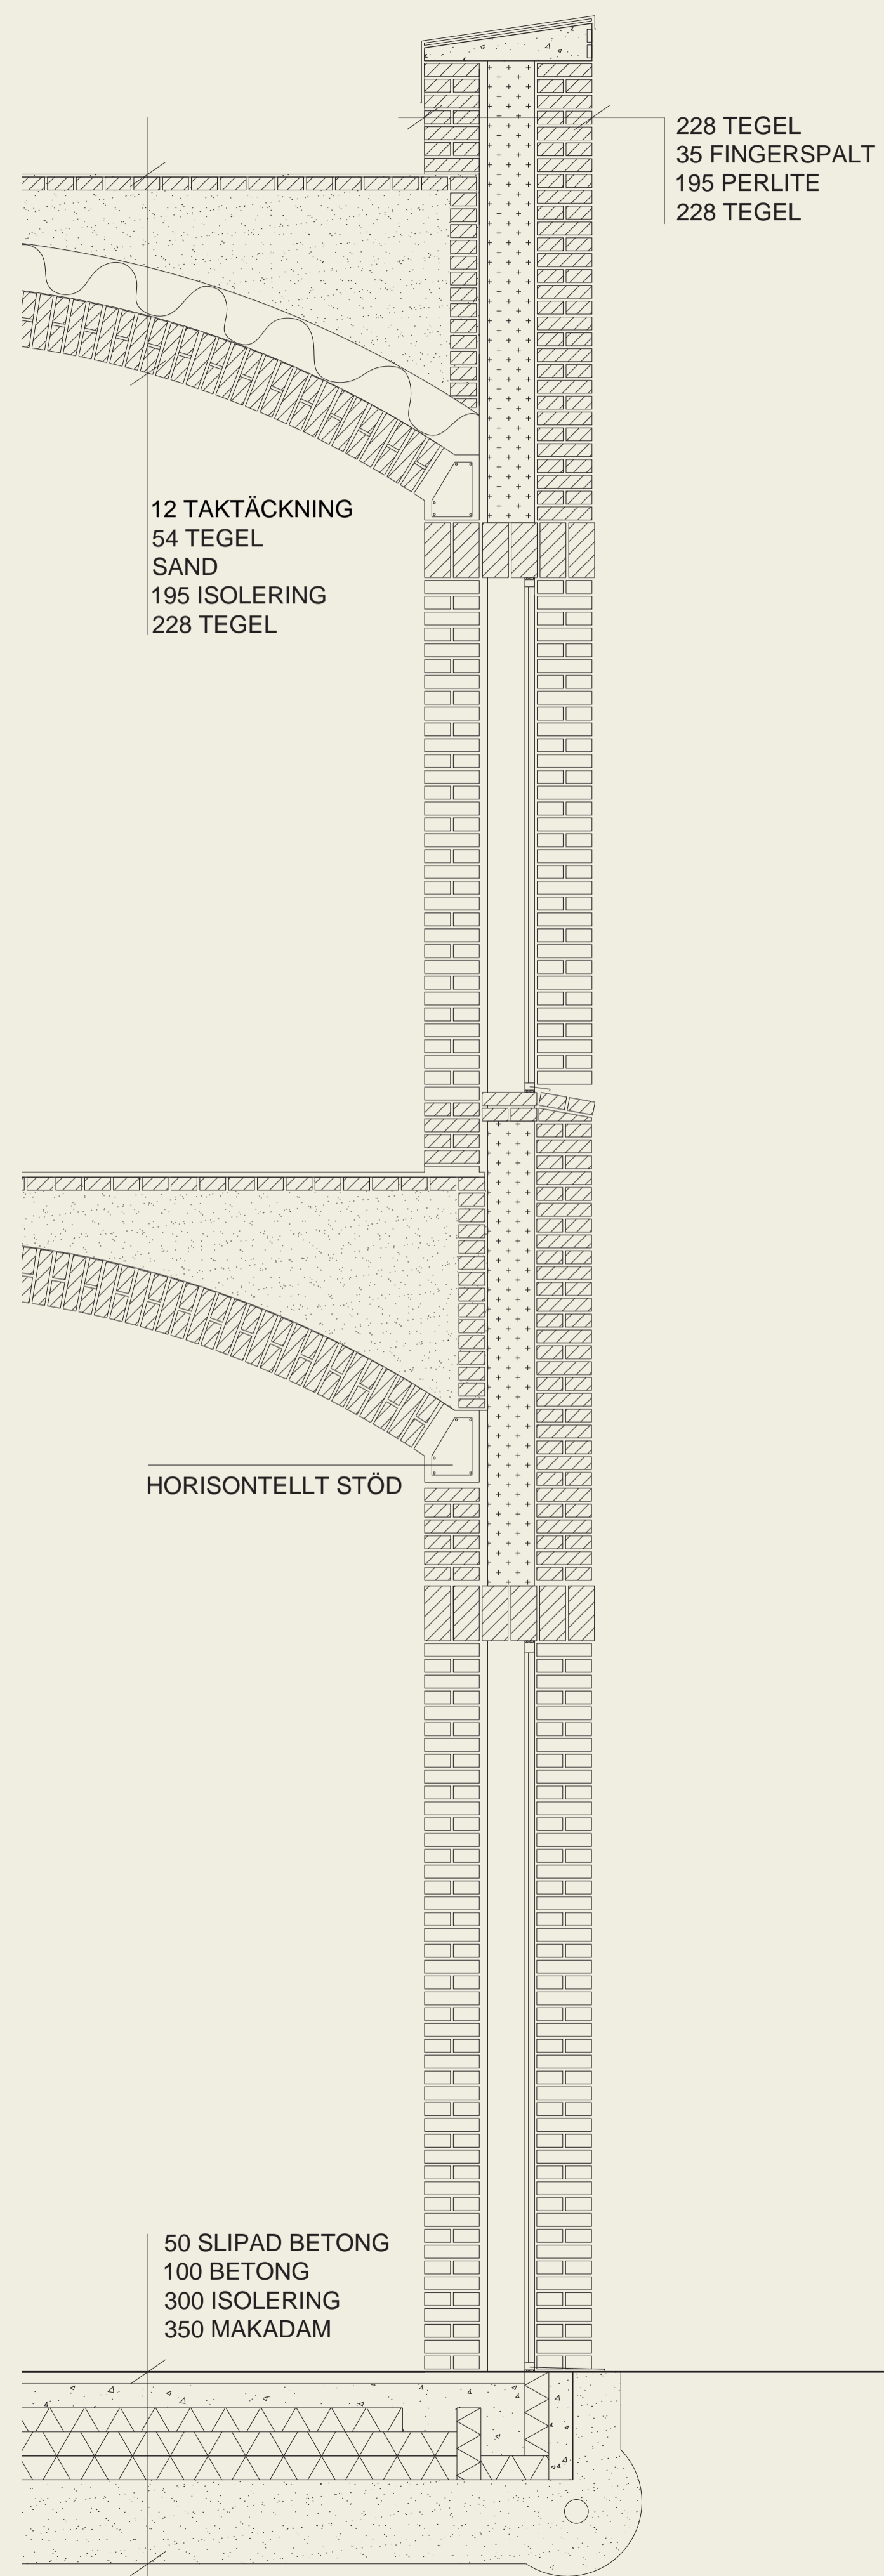 228 TEGEL
35 FINGERSPALT
195 PERLITE
228 TEGEL
12 TAKTÄCKNING
54 TEGEL
SAND
195 ISOLERING
228 TEGEL
HORISONTELLT STÖD
50 SLIPAD BETONG
100 BETONG
300 ISOLERING
350 MAKADAM